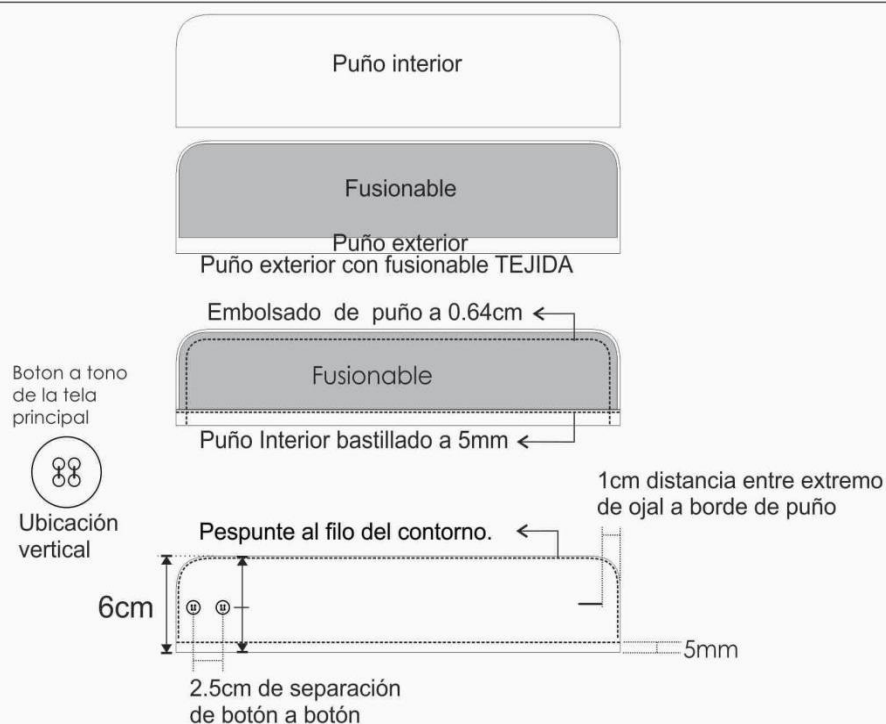 Puño interior
Fusionable
Puño exterior
Puño exterior con fusionable TEJIDA
Embolsado de puño a 0.64cm
Fusionable
Boton a tono
de la tela
principal
Puño Interior bastillado a 5mm
Ubicación
vertical
1cm distancia entre extremo
de ojal a borde de puño
Pespunte al filo del contorno.
6cm
5mm
2.5cm de separación
de botón a botón